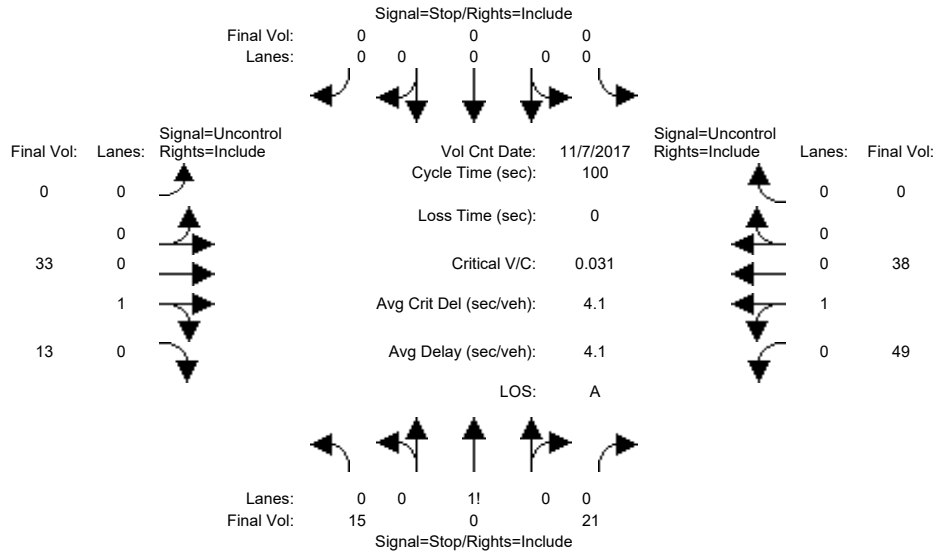 Signal=Stop/Rights=Include
Final Vol: 0 0 0
Lanes: 0 0 0 0 0
Signal=Uncontrol
Final Vol: Lanes: Rights=Include
Vol Cnt Date: 11/7/2017
Signal=Uncontrol
Rights=Include Lanes: Final Vol:
Cycle Time (sec): 100
0 0
0 0
Loss Time (sec): 0
0
0
33 0
Critical V/C: 0.031
0 38
1
Avg Crit Del (sec/veh): 4.1
1
13 0
Avg Delay (sec/veh): 4.1
0 49
LOS: A
Lanes: 0 0 1! 0 0
Final Vol: 15 0 21
Signal=Stop/Rights=Include